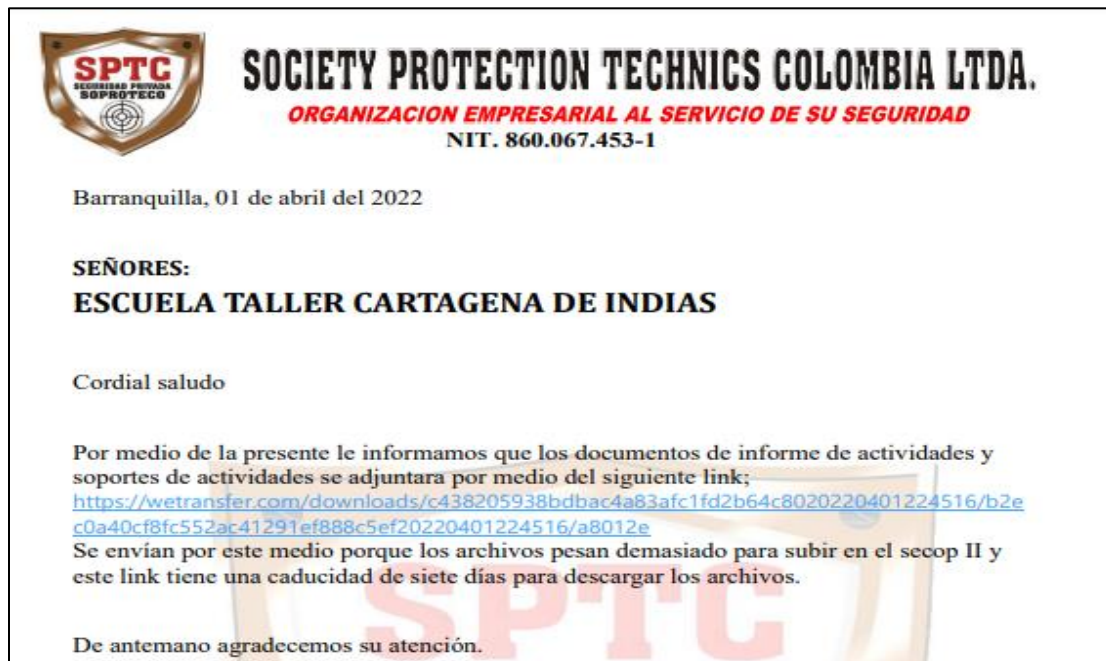 SPTC
SEGURIDAD PRIVADA
SOPROTECO
SOCIETY PROTECTION TECHNICS COLOMBIA LTDA.
ORGANIZACION EMPRESARIAL AL SERVICIO DE SU SEGURIDAD
NIT. 860.067.453-1
Barranquilla, 01 de abril del 2022
SEÑORES:
ESCUELA TALLER CARTAGENA DE INDIAS
Cordial saludo
Por medio de la presente le informamos que los documentos de informe de actividades y
soportes de actividades se adjuntara por medio del siguiente link;
https://wetransfer.com/downloads/c438205938bdbac4a83afc1fd2b64c8020220401224516/b2e
c0a40cf8fc552ac41291ef888c5ef20220401224516/a8012e
Se envían por este medio porque los archivos pesan demasiado para subir en el secop II y
este link tiene una caducidad de siete días para descargar los archivos.
SPTC
De antemano agradecemos su atención.